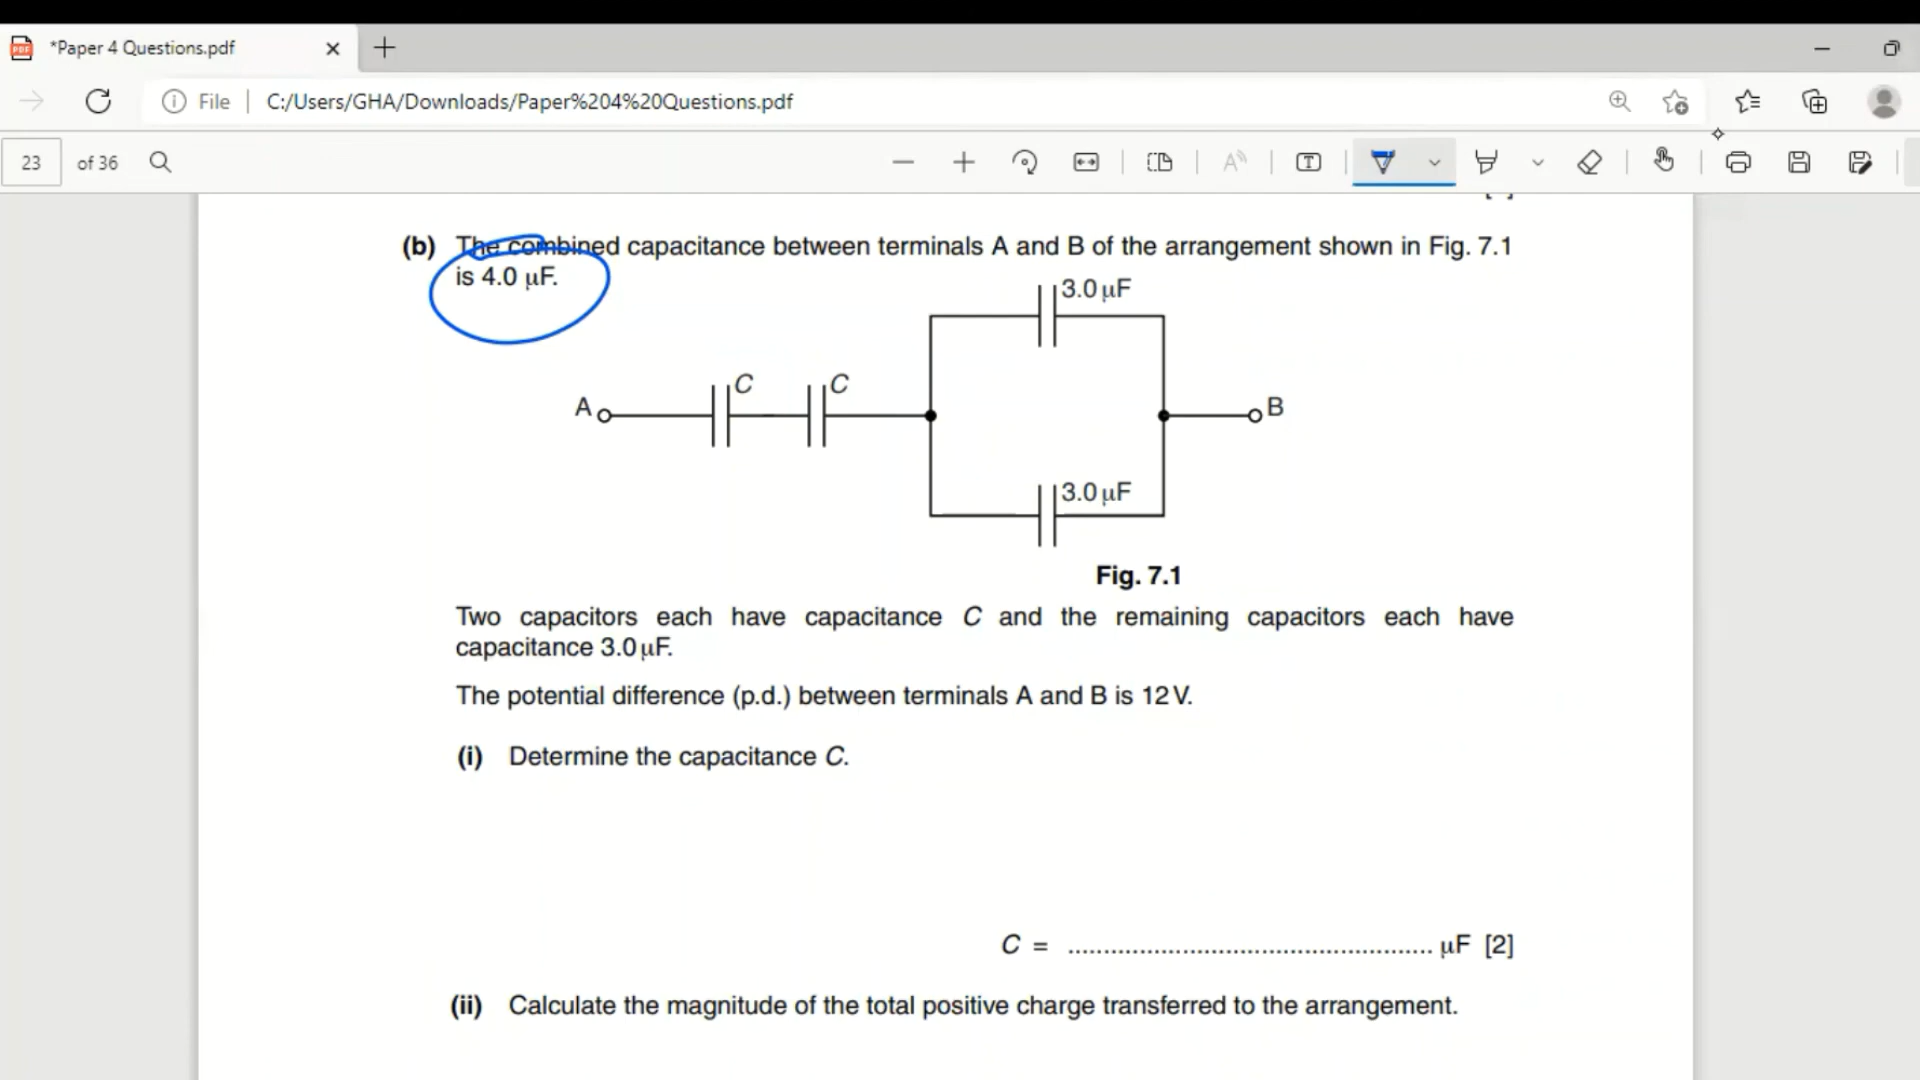 *Paper 4 Questions.pdf
File
C:/Users/GHA/Downloads/Paper%204%20Questions.pdf
23 of 36
(b) The combined capacitance between terminals A and B of the arrangement shown in Fig. 7.1
is 4.0 µF.
3.0 µF
C C
A B
3.0 µF
Fig. 7.1
Two capacitors each have capacitance C and the remaining capacitors each have
capacitance 3.0 µF.
The potential difference (p.d.) between terminals A and B is 12 V.
(i) Determine the capacitance C.
C = .................................................... µF [2]
(ii) Calculate the magnitude of the total positive charge transferred to the arrangement.